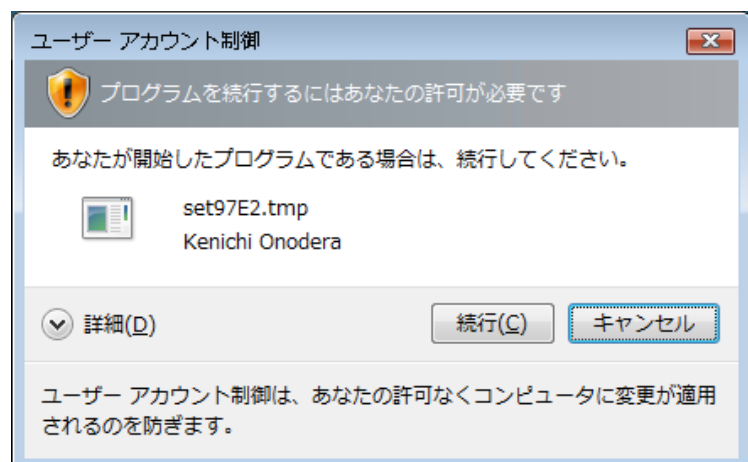 ユーザー アカウント制御
プログラムを続行するにはあなたの許可が必要です
あなたが開始したプログラムである場合は、続行してください。
set97E2.tmp
Kenichi Onodera
詳細(D)
続行(C)
キャンセル
ユーザー アカウント制御は、あなたの許可なくコンピュータに変更が適用
されるのを防ぎます。